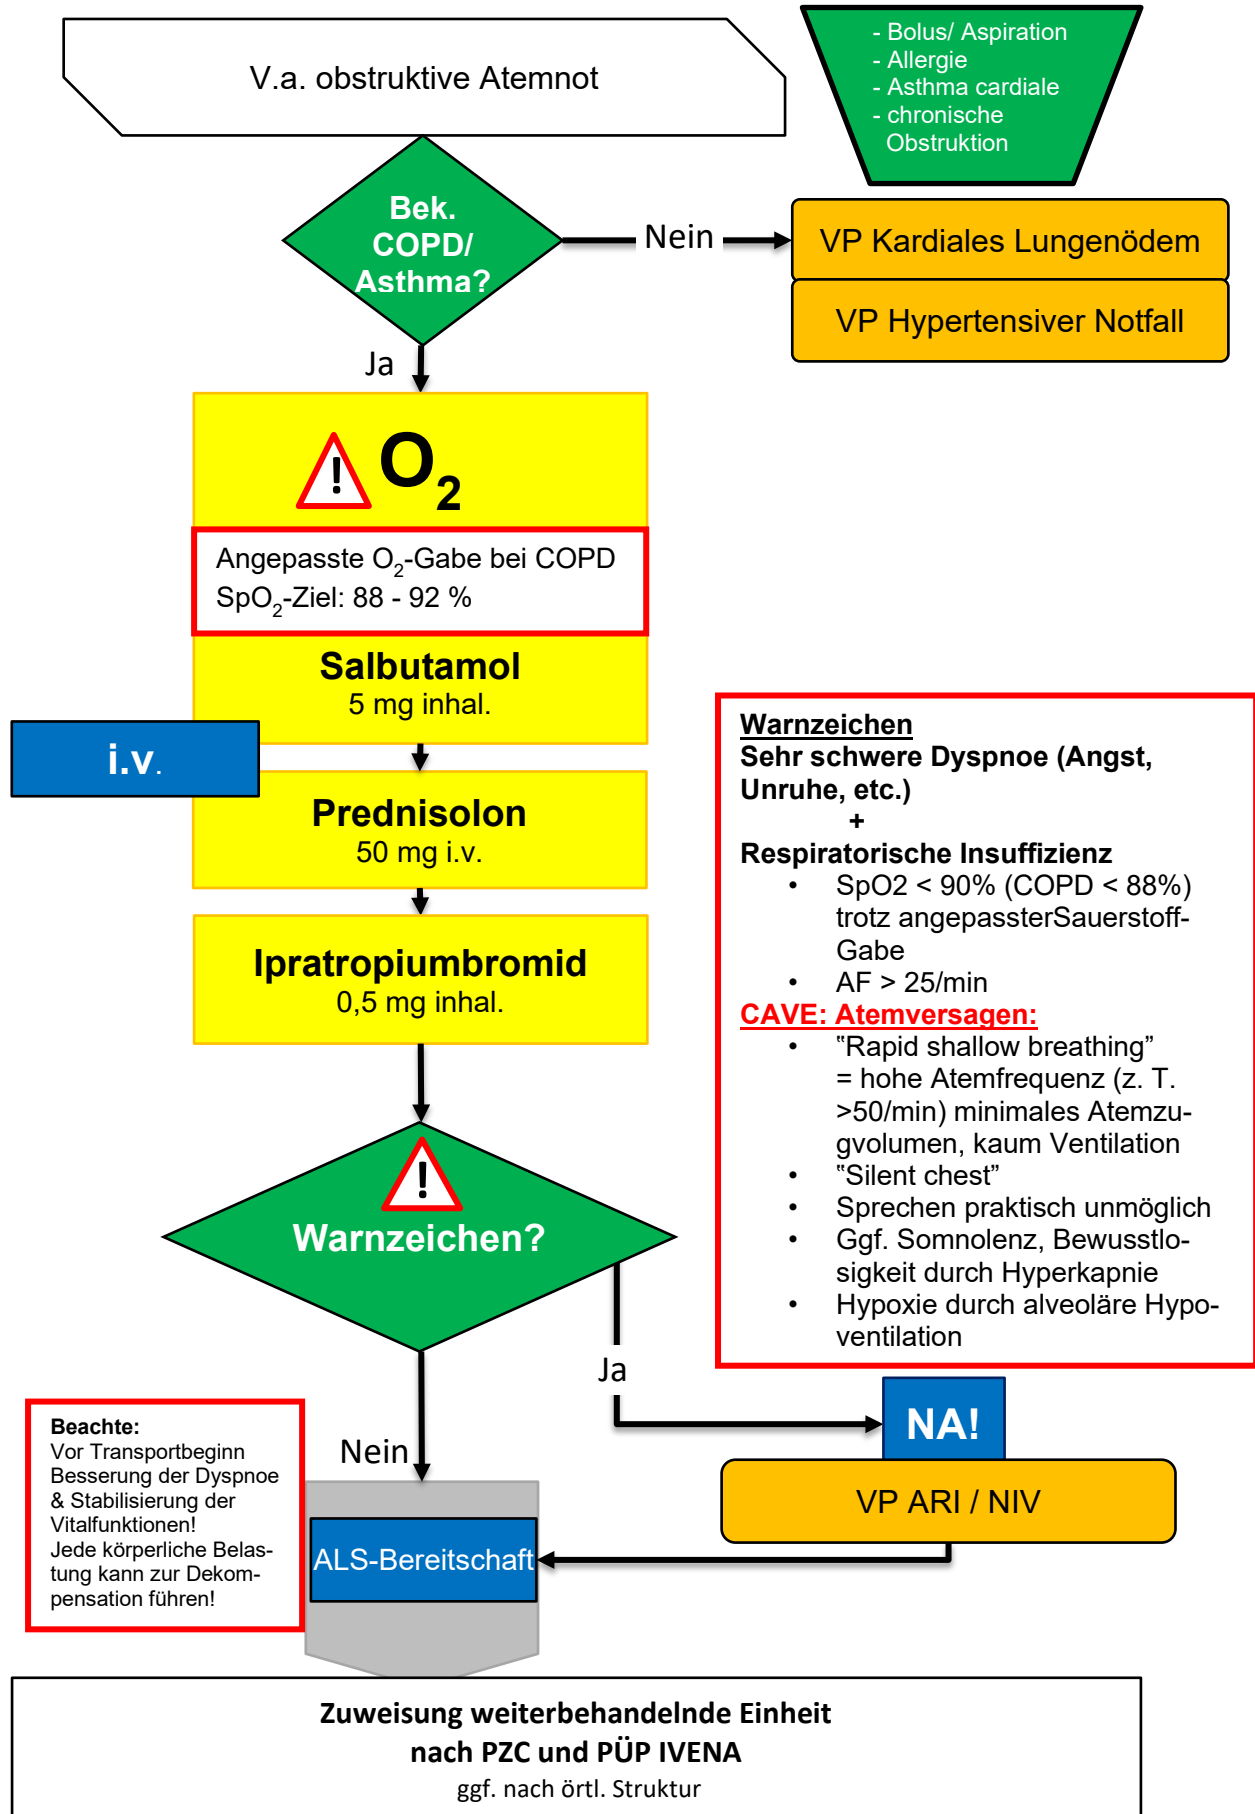 V.a. obstruktive Atemnot
- Bolus/ Aspiration
- Allergie
- Asthma cardiale
- chronische
Obstruktion
Bek.
COPD/
Asthma?
Nein
VP Kardiales Lungenödem
VP Hypertensiver Notfall
Ja
! O2
Angepasste O2-Gabe bei COPD
SpO2-Ziel: 88 - 92 %
Salbutamol
5 mg inhal.
i.v.
Prednisolon
50 mg i.v.
Ipratropiumbromid
0,5 mg inhal.
Warnzeichen
Sehr schwere Dyspnoe (Angst,
Unruhe, etc.)
+
Respiratorische Insuffizienz
• SpO2 < 90% (COPD < 88%)
trotz angepassterSauerstoff-
Gabe
• AF > 25/min
CAVE: Atemversagen:
• "Rapid shallow breathing"
= hohe Atemfrequenz (z. T.
>50/min) minimales Atemzu-
gvolumen, kaum Ventilation
• "Silent chest"
• Sprechen praktisch unmöglich
• Ggf. Somnolenz, Bewusstlo-
sigkeit durch Hyperkapnie
• Hypoxie durch alveoläre Hypo-
ventilation
!
Warnzeichen?
Ja
Nein
NA!
VP ARI / NIV
Beachte:
Vor Transportbeginn
Besserung der Dyspnoe
& Stabilisierung der
Vitalfunktionen!
Jede körperliche Belas-
tung kann zur Dekom-
pensation führen!
ALS-Bereitschaft
Zuweisung weiterbehandelnde Einheit
nach PZC und PÜP IVENA
ggf. nach örtl. Struktur